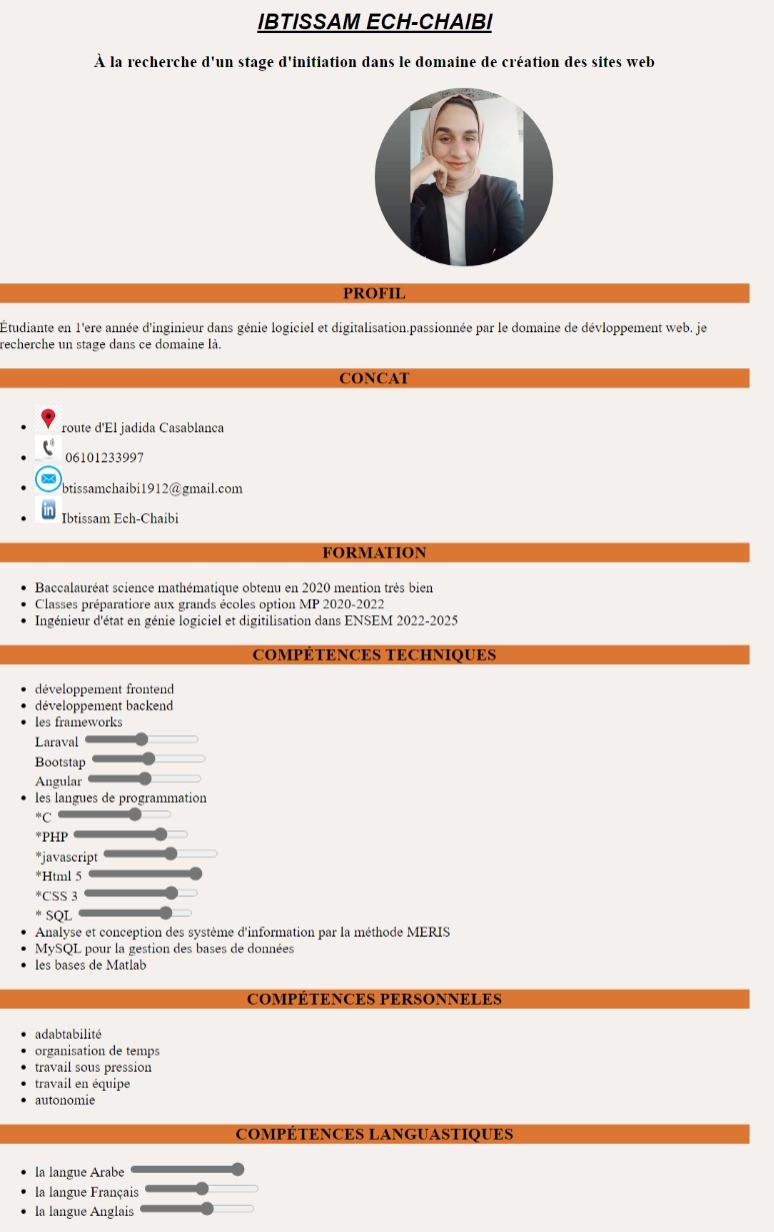 IBTISSAM ECH-CHAIBI
À la recherche d'un stage d'initiation dans le domaine de création des sites web
PROFIL
Étudiante en 1'ere année d'inginieur dans génie logiciel et digitalisation.passionnée par le domaine de dévloppement web. je
recherche un stage dans ce domaine là.
CONCAT
route d'El jadida Casablanca
06101233997
btissamchaibi1912@gmail.com
in Ibtissam Ech-Chaibi
FORMATION
Baccalauréat science mathématique obtenu en 2020 mention très bien
Classes préparatiore aux grands écoles option MP 2020-2022
Ingénieur d'état en génie logiciel et digitilisation dans ENSEM 2022-2025
COMPÉTENCES TECHNIQUES
développement frontend
développement backend
les frameworks
Laraval
Bootstap
Angular
les langues de programmation
*C
*PHP
*javascript
*Html 5
*CSS 3
* SQL
Analyse et conception des système d'information par la méthode MERIS
MySQL pour la gestion des bases de données
les bases de Matlab
COMPÉTENCES PERSONNELES
adabtabilité
organisation de temps
travail sous pression
travail en équipe
autonomie
COMPÉTENCES LANGUASTIQUES
la langue Arabe
la langue Français
la langue Anglais